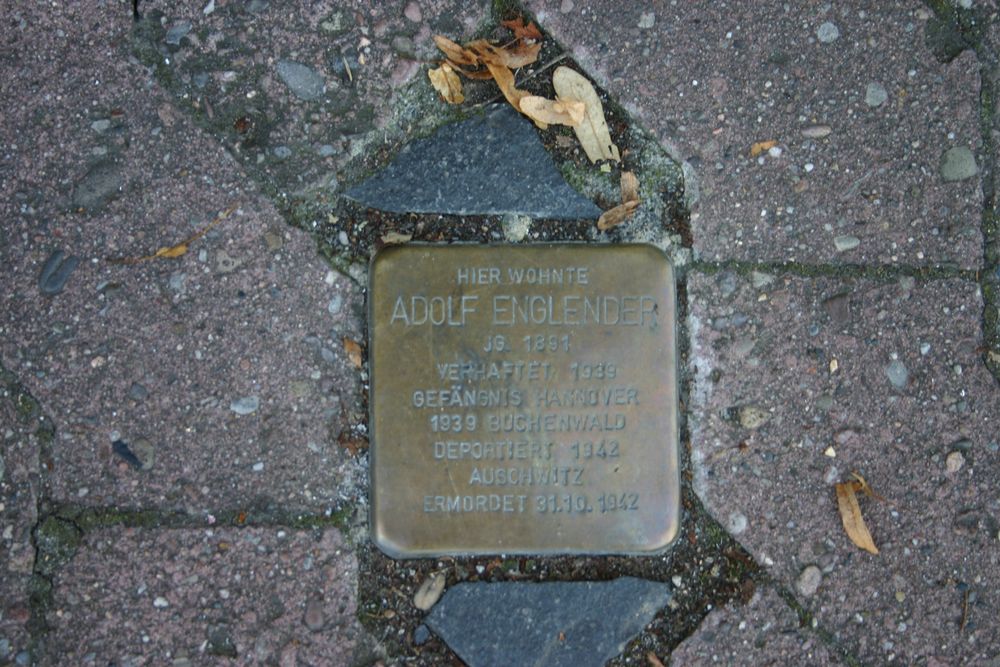 HIER WOHNTE
ADOLF ENGLENDER
JG. 1891
VERHAFTET 1939
GEFÄNGNIS HANNOVER
1939 BUCHENWALD
DEPORTIERT 1942
AUSCHWITZ
ERMORDET 31.10.1942